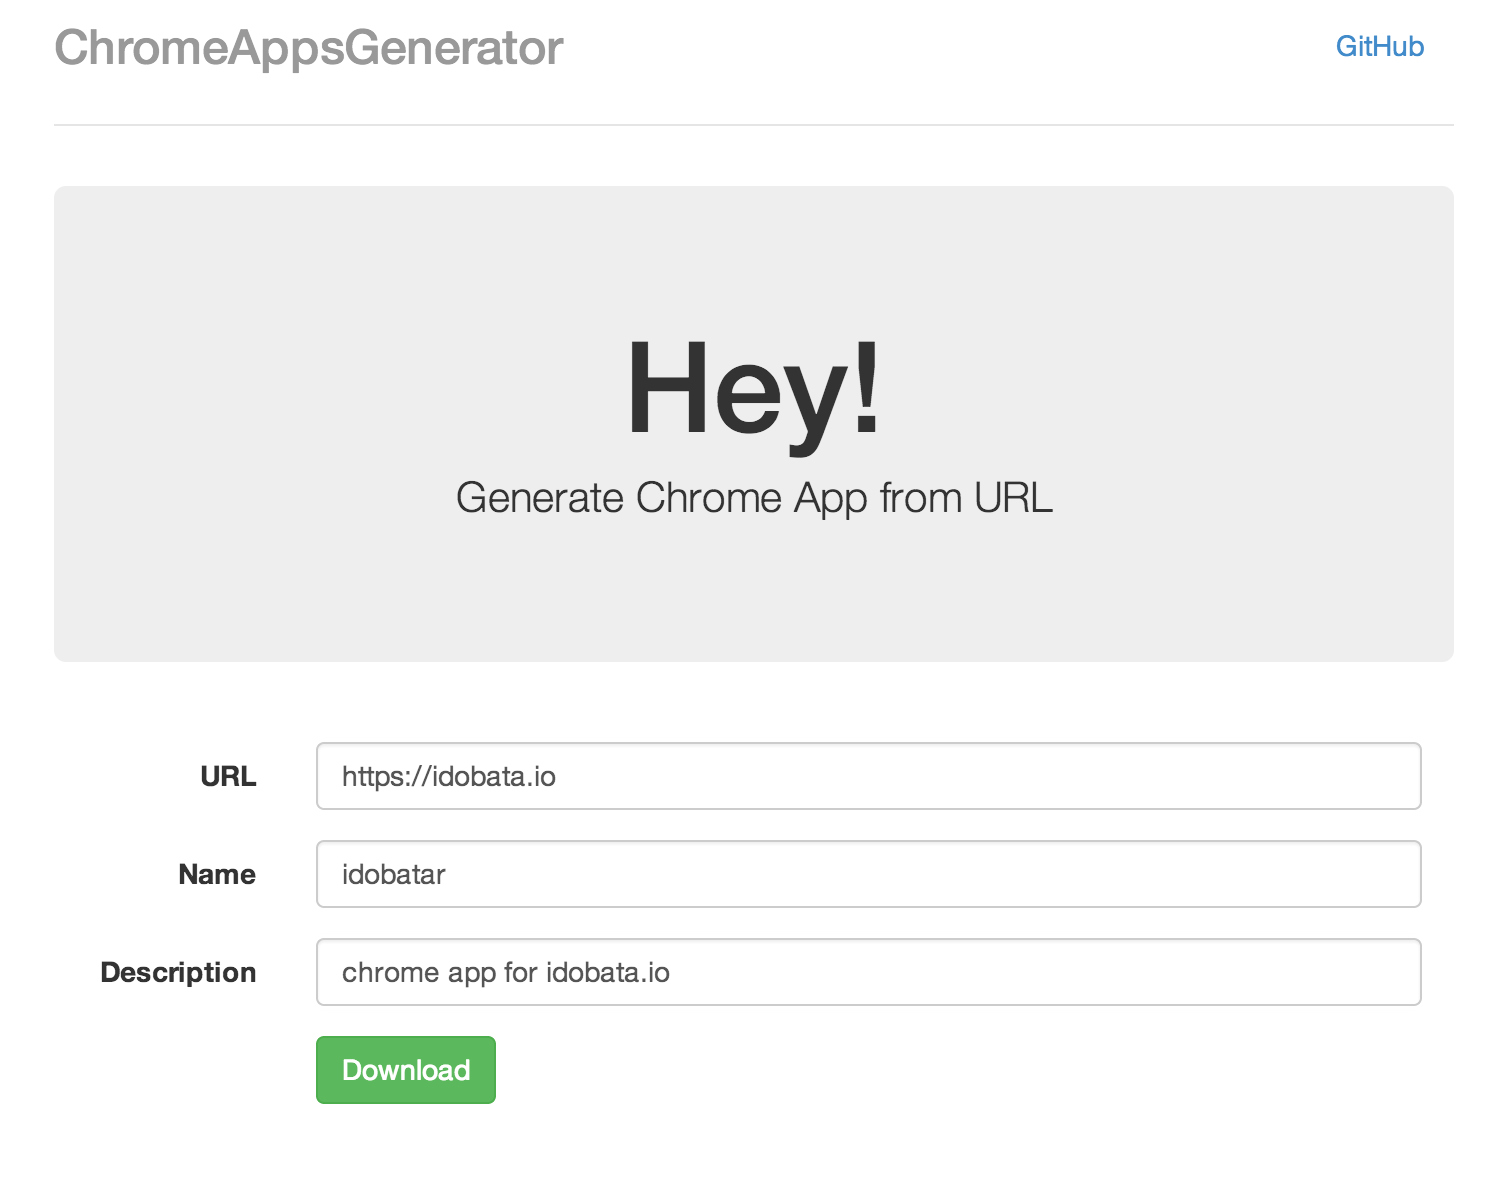 ChromeAppsGenerator
GitHub
Hey!
Generate Chrome App from URL
URL
https://idobata.io
Name
idobatar
Description
chrome app for idobata.io
Download